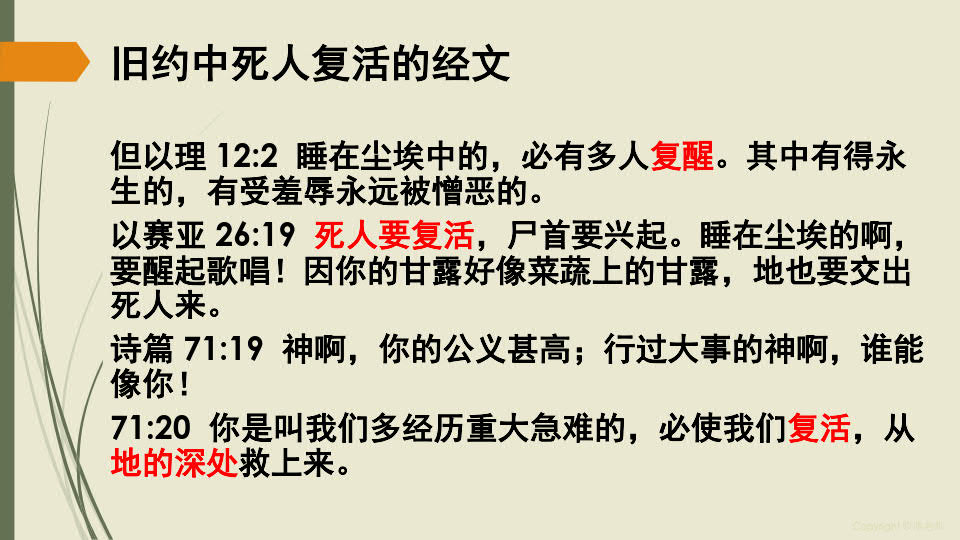 旧约中死人复活的经文
但以理 12:2 睡在尘埃中的，必有多人复醒。其中有得永
生的，有受羞辱永远被憎恶的。
以赛亚 26:19 死人要复活，尸首要兴起。睡在尘埃的啊，
要醒起歌唱！因你的甘露好像菜蔬上的甘露，地也要交出
死人来。
诗篇 71:19 神啊，你的公义甚高；行过大事的神啊，谁能
像你！
71:20 你是叫我们多经历重大急难的，必使我们复活，从
地的深处救上来。
Copyright